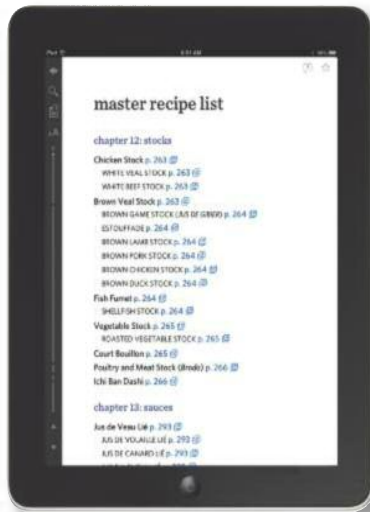 iPad
master recipe list
chapter 12: stocks
Chicken Stock p. 263
WHITE VEAL STOCK p. 263
WHITE BEEF STOCK p. 263
Brown Veal Stock p. 263
BROWN GAME STOCK (JUS DE GIBIER) p. 264
ESTOUFFADE p. 264
BROWN LAMB STOCK p. 264
BROWN PORK STOCK p. 264
BROWN CHICKEN STOCK p. 264
BROWN DUCK STOCK p. 264
Fish Fumet p. 264
SHELLFISH STOCK p. 264
Vegetable Stock p. 265
ROASTED VEGETABLE STOCK p. 265
Court Bouillon p. 265
Poultry and Meat Stock (Brodo) p. 266
Ichi Ban Dashi p. 266
chapter 13: sauces
Jus de Veau Lié p. 293
JUS DE VOLAILLE LIÉ p. 293
JUS DE CANARD LIÉ p. 293